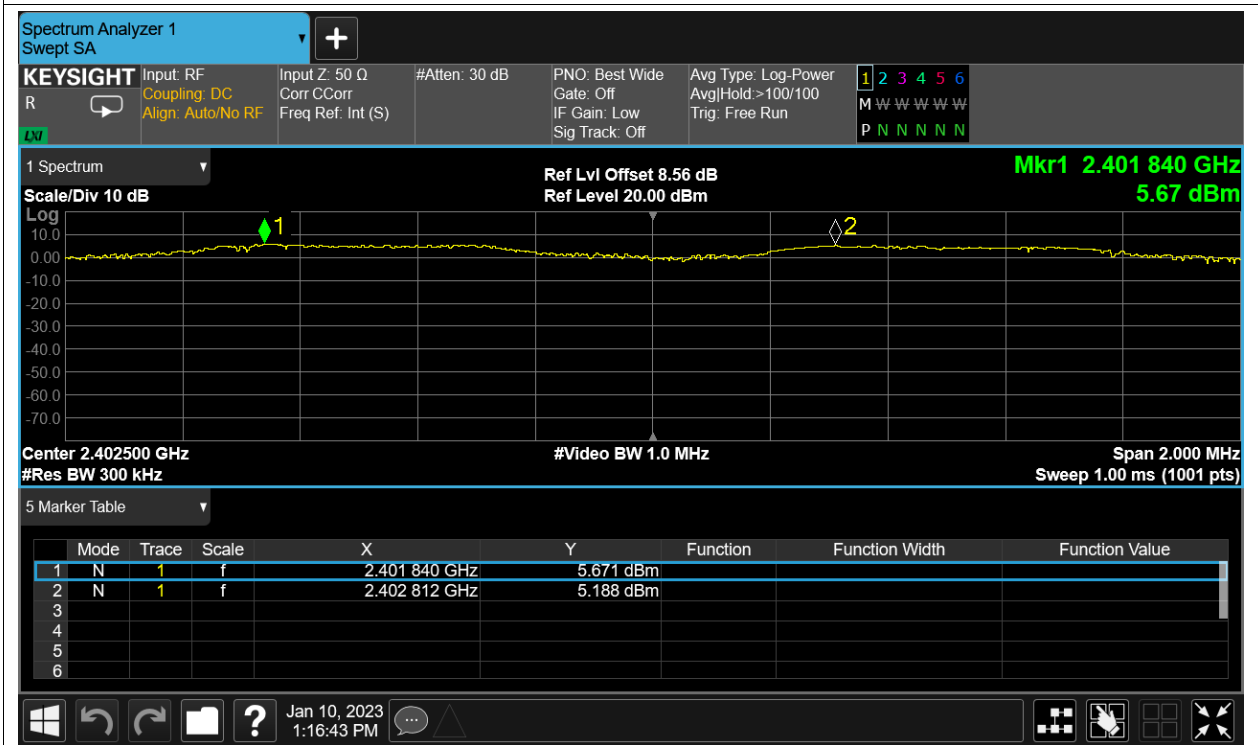 Spectrum Analyzer 1
Swept SA
KEYSIGHT
R
LXI
Input: RF
Coupling: DC
Align: Auto/No RF
Input Z: 50 Ω
Corr CCorr
Freq Ref: Int (S)
#Atten: 30 dB
PNO: Best Wide
Gate: Off
IF Gain: Low
Sig Track: Off
Avg Type: Log-Power
Avg|Hold:>100/100
Trig: Free Run
1 2 3 4 5 6
M W W W W W
P N N N N N
1 Spectrum
Scale/Div 10 dB
Ref Lvl Offset 8.56 dB
Ref Level 20.00 dBm
Mkr1 2.401 840 GHz
5.67 dBm
Log
10.0
0.00
-10.0
-20.0
-30.0
-40.0
-50.0
-60.0
-70.0
1
2
Center 2.402500 GHz
#Res BW 300 kHz
#Video BW 1.0 MHz
Span 2.000 MHz
Sweep 1.00 ms (1001 pts)
5 Marker Table
Mode Trace Scale X Y Function Function Width Function Value
1 N 1 f 2.401 840 GHz 5.671 dBm
2 N 1 f 2.402 812 GHz 5.188 dBm
3
4
5
6
?
Jan 10, 2023
1:16:43 PM